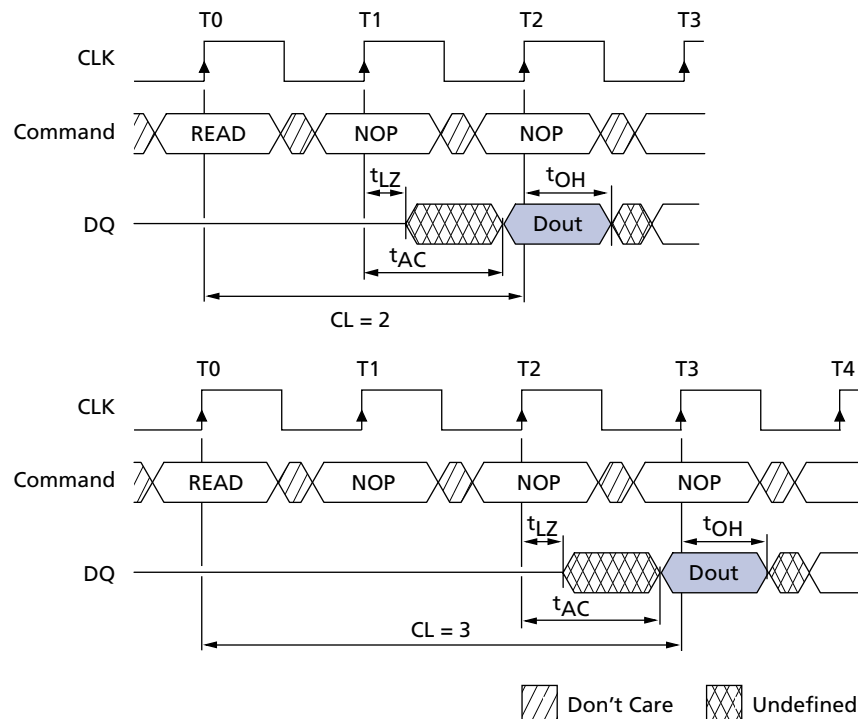 T0 T1 T2 T3
CLK
Command READ NOP NOP
tLZ tOH
DQ Dout
tAC
CL = 2
T0 T1 T2 T3 T4
CLK
Command READ NOP NOP NOP
tLZ tOH
DQ Dout
tAC
CL = 3
Don't Care Undefined